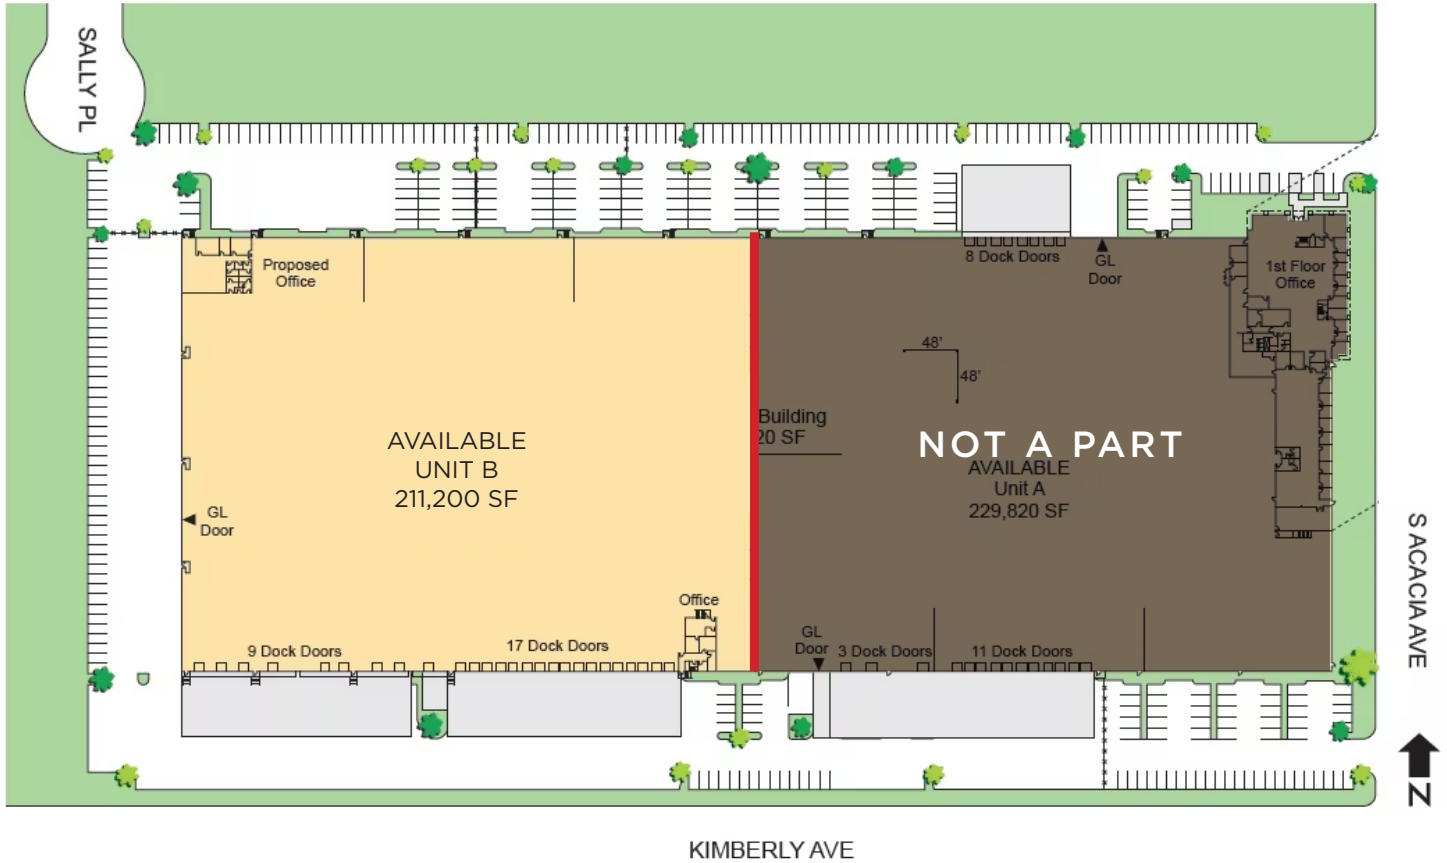 SALLY PL
8 Dock Doors
GL
Door
Proposed
Office
1st Floor
Office
48'
48'
Building
20 SF
NOT A PART
AVAILABLE
Unit A
229,820 SF
AVAILABLE
UNIT B
211,200 SF
GL
Door
S ACACIA AVE
Office
9 Dock Doors
17 Dock Doors
GL
Door
3 Dock Doors
11 Dock Doors
N
KIMBERLY AVE